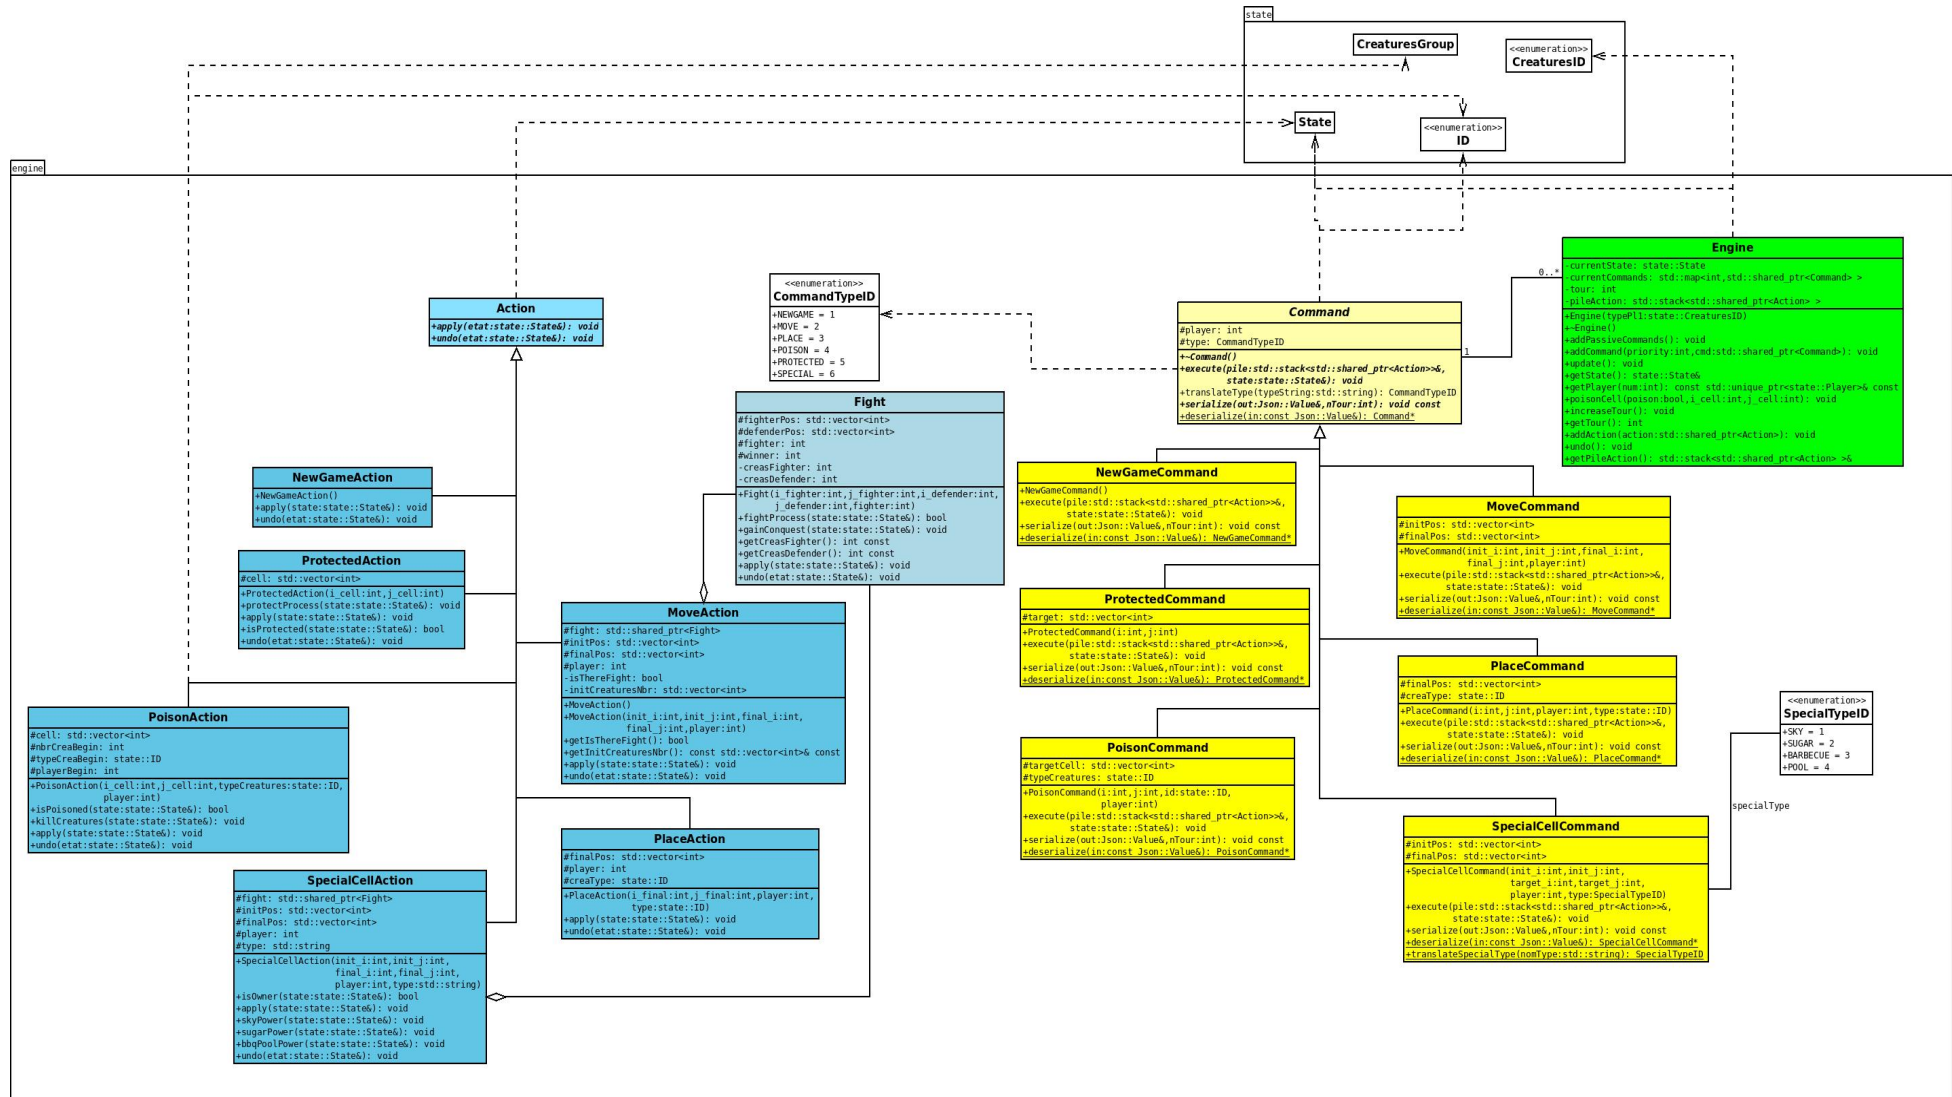 state
CreaturesGroup
<<enumeration>>
CreaturesID
State
<<enumeration>>
ID
engine
Action
+apply(etat:state::State&): void
+undo(etat:state::State&): void
<<enumeration>>
CommandTypeID
+NEWGAME = 1
+MOVE = 2
+PLACE = 3
+POISON = 4
+PROTECTED = 5
+SPECIAL = 6
Command
#player: int
#type: CommandTypeID
+~Command()
+execute(pile:std::stack<std::shared_ptr<Action>>&,
state:state::State&): void
+translateType(typeString:std::string): CommandTypeID
+serialize(out:Json::Value&,nTour:int): void const
+deserialize(in:const Json::Value&): Command*
1
0..*
Engine
-currentState: state::State
-currentCommands: std::map<int,std::shared_ptr<Command> >
-tour: int
-pileAction: std::stack<std::shared_ptr<Action> >
+Engine(typePl1:state::CreaturesID)
+~Engine()
+addPassiveCommands(): void
+addCommand(priority:int,cmd:std::shared_ptr<Command>): void
+update(): void
+getState(): state::State&
+getPlayer(num:int): const std::unique_ptr<state::Player>& const
+poisonCell(poison:bool,i_cell:int,j_cell:int): void
+increaseTour(): void
+getTour(): int
+addAction(action:std::shared_ptr<Action>): void
+undo(): void
+getPileAction(): std::stack<std::shared_ptr<Action> >&
Fight
#fighterPos: std::vector<int>
#defenderPos: std::vector<int>
#fighter: int
#winner: int
-creasFighter: int
-creasDefender: int
+Fight(i_fighter:int,j_fighter:int,i_defender:int,
j_defender:int,fighter:int)
+fightProcess(state:state::State&): bool
+gainConquest(state:state::State&): void
+getCreasFighter(): int const
+getCreasDefender(): int const
+apply(state:state::State&): void
+undo(etat:state::State&): void
NewGameAction
+NewGameAction()
+apply(state:state::State&): void
+undo(etat:state::State&): void
ProtectedAction
#cell: std::vector<int>
+ProtectedAction(i_cell:int,j_cell:int)
+protectProcess(state:state::State&): void
+apply(state:state::State&): void
+isProtected(state:state::State&): bool
+undo(etat:state::State&): void
MoveAction
#fight: std::shared_ptr<Fight>
#initPos: std::vector<int>
#finalPos: std::vector<int>
#player: int
-isThereFight: bool
-initCreaturesNbr: std::vector<int>
+MoveAction()
+MoveAction(init_i:int,init_j:int,final_i:int,
final_j:int,player:int)
+getIsThereFight(): bool
+getInitCreaturesNbr(): const std::vector<int>& const
+apply(state:state::State&): void
+undo(etat:state::State&): void
PoisonAction
#cell: std::vector<int>
#nbrCreaBegin: int
#typeCreaBegin: state::ID
#playerBegin: int
+PoisonAction(i_cell:int,j_cell:int,typeCreatures:state::ID,
player:int)
+isPoisoned(state:state::State&): bool
+killCreatures(state:state::State&): void
+apply(state:state::State&): void
+undo(etat:state::State&): void
PlaceAction
#finalPos: std::vector<int>
#player: int
#creaType: state::ID
+PlaceAction(i_final:int,j_final:int,player:int,
type:state::ID)
+apply(state:state::State&): void
+undo(etat:state::State&): void
SpecialCellAction
#fight: std::shared_ptr<Fight>
#initPos: std::vector<int>
#finalPos: std::vector<int>
#player: int
#type: std::string
+SpecialCellAction(init_i:int,init_j:int,
final_i:int,final_j:int,
player:int,type:std::string)
+isOwner(state:state::State&): bool
+apply(state:state::State&): void
+skyPower(state:state::State&): void
+sugarPower(state:state::State&): void
+bbqPoolPower(state:state::State&): void
+undo(etat:state::State&): void
NewGameCommand
+NewGameCommand()
+execute(pile:std::stack<std::shared_ptr<Action>>&,
state:state::State&): void
+serialize(out:Json::Value&,nTour:int): void const
+deserialize(in:const Json::Value&): NewGameCommand*
MoveCommand
#initPos: std::vector<int>
#finalPos: std::vector<int>
+MoveCommand(init_i:int,init_j:int,final_i:int,
final_j:int,player:int)
+execute(pile:std::stack<std::shared_ptr<Action>>&,
state:state::State&): void
+serialize(out:Json::Value&,nTour:int): void const
+deserialize(in:const Json::Value&): MoveCommand*
ProtectedCommand
#target: std::vector<int>
+ProtectedCommand(i:int,j:int)
+execute(pile:std::stack<std::shared_ptr<Action>>&,
state:state::State&): void
+serialize(out:Json::Value&,nTour:int): void const
+deserialize(in:const Json::Value&): ProtectedCommand*
PlaceCommand
#finalPos: std::vector<int>
#creaType: state::ID
+PlaceCommand(i:int,j:int,player:int,type:state::ID)
+execute(pile:std::stack<std::shared_ptr<Action>>&,
state:state::State&): void
+serialize(out:Json::Value&,nTour:int): void const
+deserialize(in:const Json::Value&): PlaceCommand*
PoisonCommand
#targetCell: std::vector<int>
#typeCreatures: state::ID
+PoisonCommand(i:int,j:int,id:state::ID,
player:int)
+execute(pile:std::stack<std::shared_ptr<Action>>&,
state:state::State&): void
+serialize(out:Json::Value&,nTour:int): void const
+deserialize(in:const Json::Value&): PoisonCommand*
<<enumeration>>
SpecialTypeID
+SKY = 1
+SUGAR = 2
+BARBECUE = 3
+POOL = 4
specialType
SpecialCellCommand
#initPos: std::vector<int>
#finalPos: std::vector<int>
+SpecialCellCommand(init_i:int,init_j:int,
target_i:int,target_j:int,
player:int,type:SpecialTypeID)
+execute(pile:std::stack<std::shared_ptr<Action>>&,
state:state::State&): void
+serialize(out:Json::Value&,nTour:int): void const
+deserialize(in:const Json::Value&): SpecialCellCommand*
+translateSpecialType(nomType:std::string): SpecialTypeID